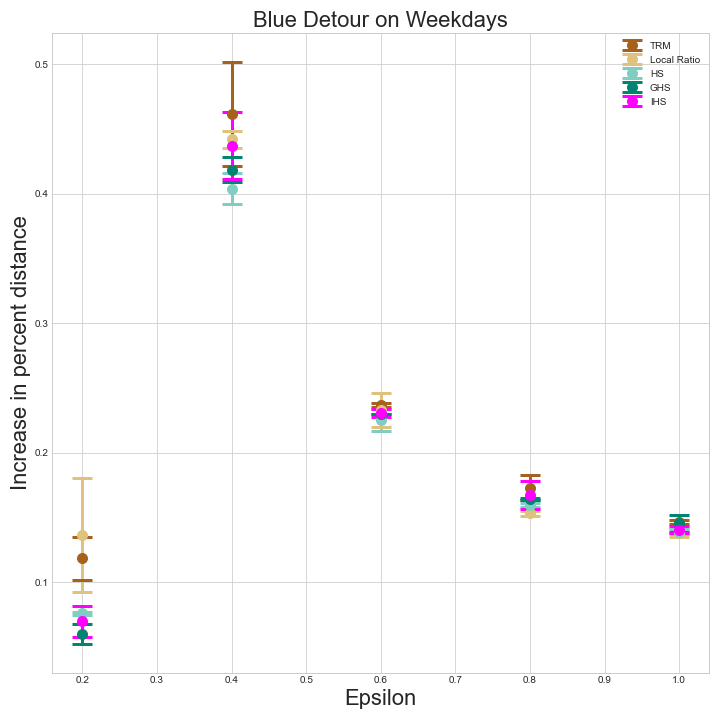 Blue Detour on Weekdays
TRM
Local Ratio
HS
GHS
IHS
Increase in percent distance
0.5
0.4
0.3
0.2
0.1
0.2
0.3
0.4
0.5
0.6
0.7
0.8
0.9
1.0
Epsilon